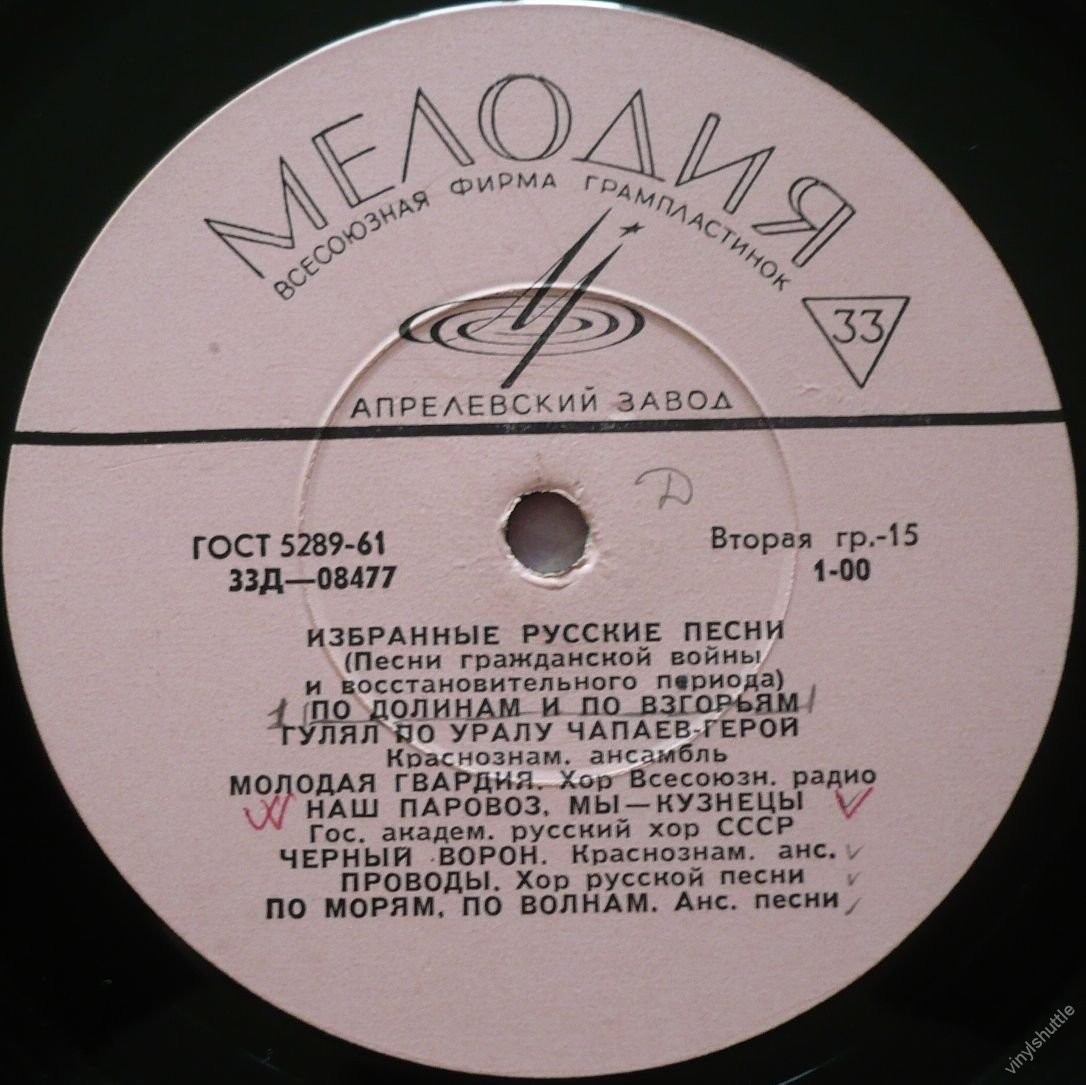 МЕЛОДИЯ
ВСЕСОЮЗНАЯ ФИРМА ГРАМПЛАСТИНОК
33
АПРЕЛЕВСКИЙ ЗАВОД
Д
ГОСТ 5289-61
33Д—08477
Вторая гр.-15
1-00
ИЗБРАННЫЕ РУССКИЕ ПЕСНИ
(Песни гражданской войны
и восстановительного периода)
ПО ДОЛИНАМ И ПО ВЗГОРЬЯМ
ГУЛЯЛ ПО УРАЛУ ЧАПАЕВ-ГЕРОЙ
Краснознам. ансамбль
МОЛОДАЯ ГВАРДИЯ. Хор Всесоюзн. радио
НАШ ПАРОВОЗ. МЫ—КУЗНЕЦЫ
Гос. академ. русский хор СССР
ЧЕРНЫЙ ВОРОН. Краснознам. анс.
ПРОВОДЫ. Хор русской песни
ПО МОРЯМ, ПО ВОЛНАМ. Анс. песни
vinylshuttle